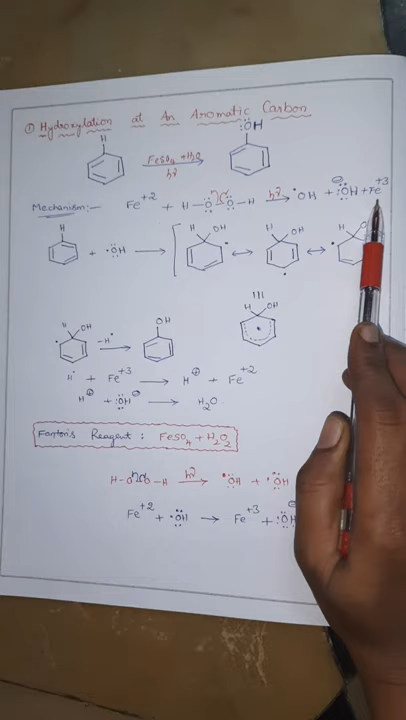 ① Hydroxylation at An Aromatic Carbon
H :ÖH
FeSO4 + H2O2
hν
Mechanism:- Fe+2 + H-Ö-Ö-H hν → •OH + ⊖:ÖH + Fe+3
H + •ÖH → [ H OH • ↔ H OH • ↔ H
H OH
H OH -H• → OH
H• + Fe+3 → H⊕ + Fe+2
H⊕ + :ÖH⊖ → H2O.
Fenton's Reagent : FeSO4 + H2O2
H-O-O-H hν → •ÖH + •ÖH
Fe+2 + •ÖH → Fe+3 + :ÖH⊖